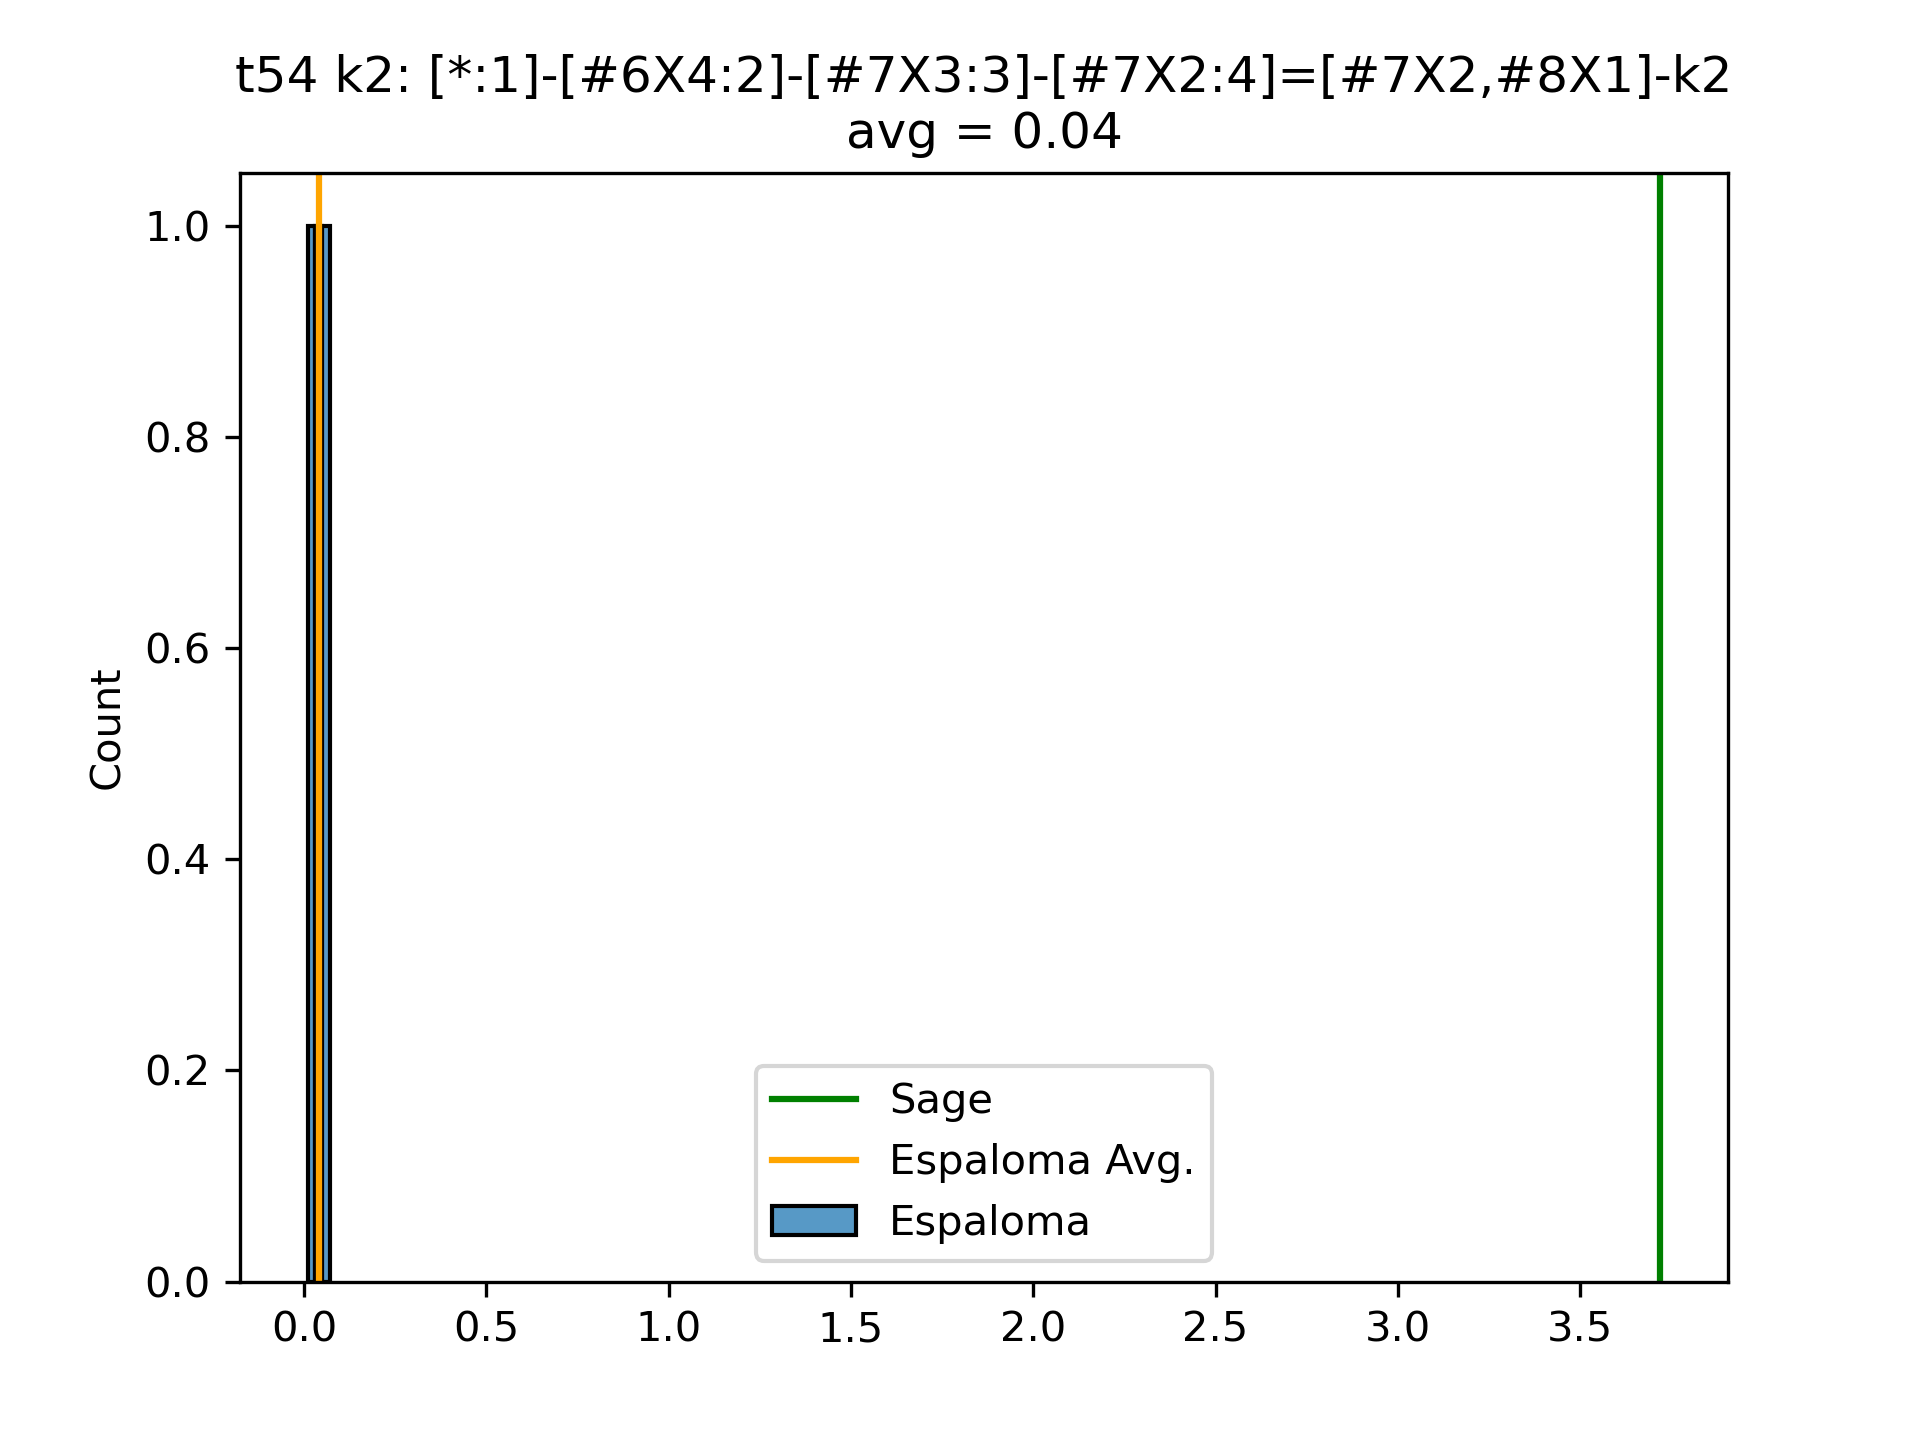 t54 k2: [*:1]-[#6X4:2]-[#7X3:3]-[#7X2:4]=[#7X2,#8X1]-k2
avg = 0.04
1.0
0.8
0.6
0.4
0.2
0.0
Count
Sage
Espaloma Avg.
Espaloma
0.0 0.5 1.0 1.5 2.0 2.5 3.0 3.5